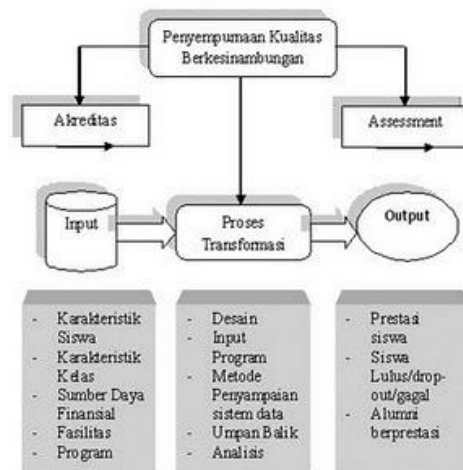 Penyempurnaan Kualitas
Berkesinambungan
Akreditas
Assessment
Input
Proses
Transformasi
Output
- Karakteristik
Siswa
- Karakteristik
Kelas
- Sumber Daya
Finansial
- Fasilitas
- Program
- Desain
- Input
Program
- Metode
Penyampaian
sistem data
- Umpan Balik
- Analisis
- Prestasi
siswa
- Siswa
Lulus/drop-
out/gagal
- Alumni
berprestasi